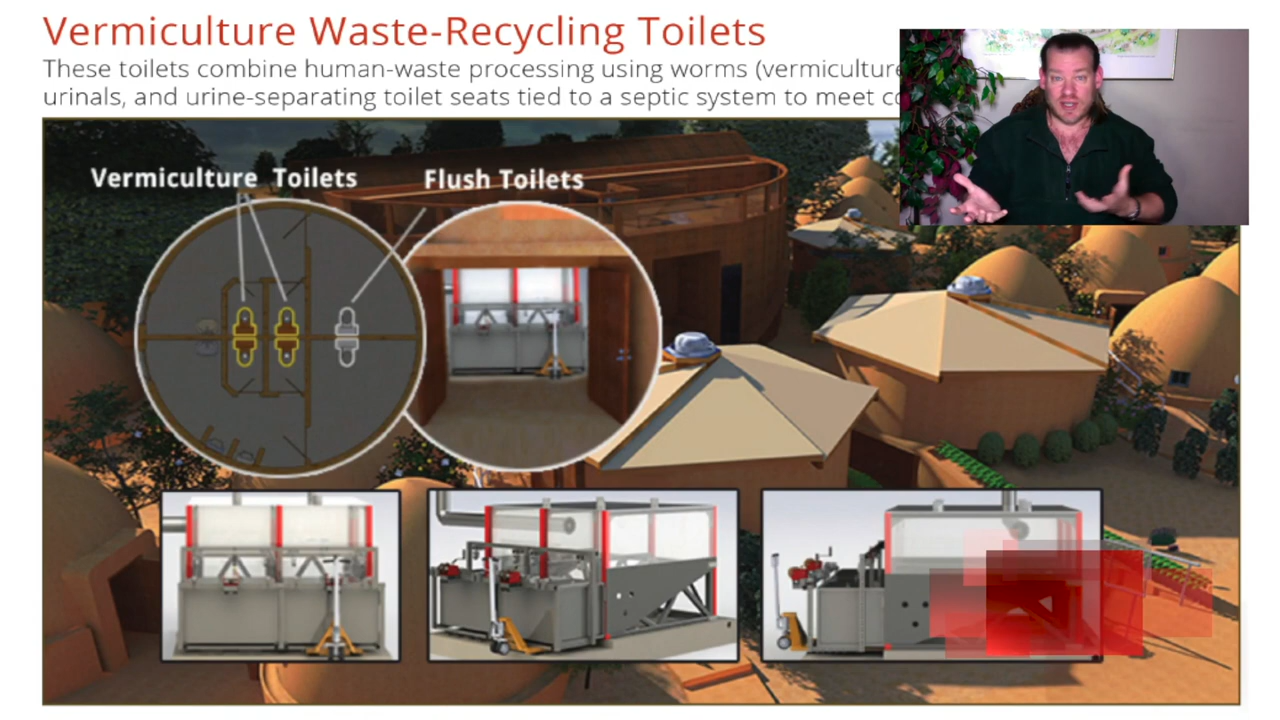 Vermiculture Waste-Recycling Toilets
These toilets combine human-waste processing using worms (vermiculture
urinals, and urine-separating toilet seats tied to a septic system to meet
Vermiculture Toilets
Flush Toilets